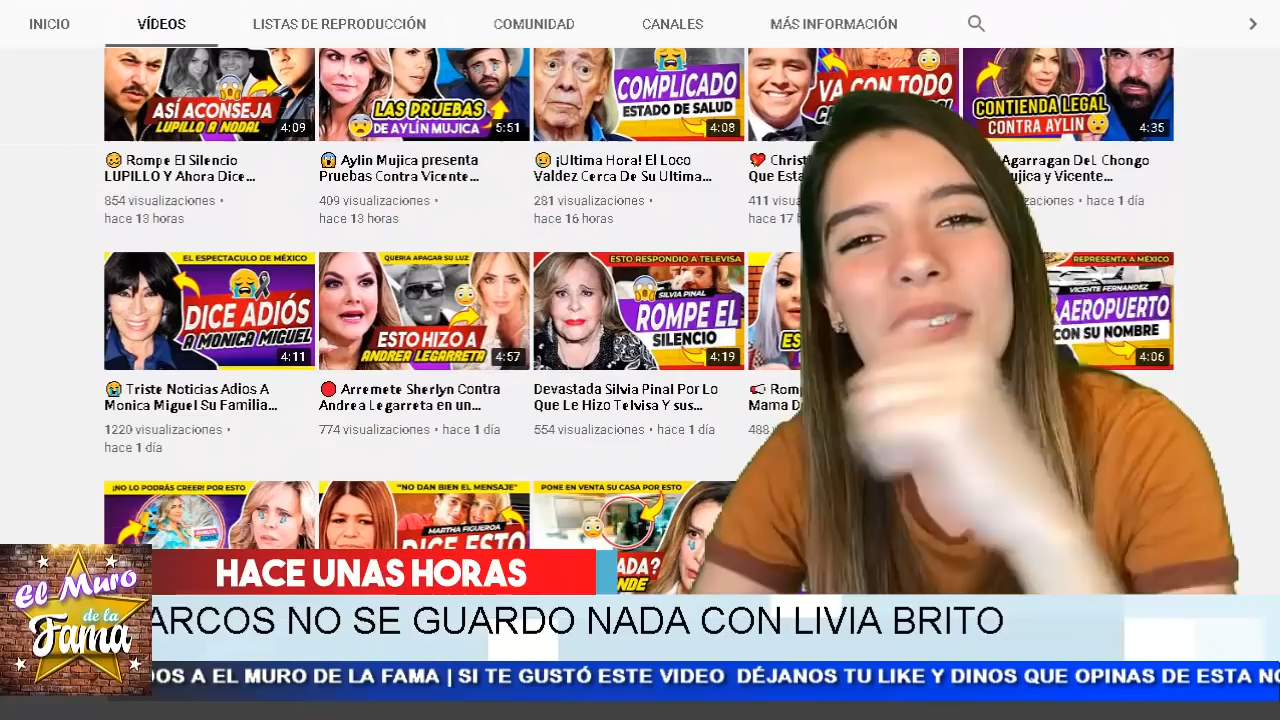 INICIO
VÍDEOS
LISTAS DE REPRODUCCIÓN
COMUNIDAD
CANALES
MÁS INFORMACIÓN
ASÍ ACONSEJA
LUPILLO A NODAL
4:09
LAS PRUEBAS
DE AYLÍN MUJICA
5:51
COMPLICADO
ESTADO DE SALUD
4:08
VA CON TODO
CONTIENDA LEGAL
CONTRA AYLIN
4:35
Rompe El Silencio
LUPILLO Y Ahora Dice...
854 visualizaciones •
hace 13 horas
Aylin Mujica presenta
Pruebas Contra Vicente...
409 visualizaciones •
hace 13 horas
¡Ultima Hora! El Loco
Valdez Cerca De Su Ultima...
281 visualizaciones •
hace 16 horas
Christ
Que Esta
411 visu
hace 17 h
Agarragan DeL Chongo
Mujica y Vicente...
• hace 1 día
EL ESPECTACULO DE MÉXICO
DICE ADIÓS
A MONICA MIGUEL
4:11
QUERIA APAGAR SU LUZ
ESTO HIZO A
ANDREA LEGARRETA
4:57
ESTO RESPONDIO A TELEVISA
SILVIA PINAL
ROMPE EL
SILENCIO
4:19
ES
REPRESENTA A MÉXICO
VICENTE FERNANDEZ
AEROPUERTO
CON SU NOMBRE
4:06
Triste Noticias Adios A
Monica Miguel Su Familia...
1220 visualizaciones •
hace 1 día
Arremete Sherlyn Contra
Andrea Legarreta en un...
774 visualizaciones • hace 1 día
Devastada Silvia Pinal Por Lo
Que Le Hizo Telvisa Y sus...
554 visualizaciones • hace 1 día
Romp
Mama D
488 vis
¡NO LO PODRÁS CREER! POR ESTO
"NO DAN BIEN EL MENSAJE"
MARTHA FIGUEROA
DICE ESTO
PONE EN VENTA SU CASA POR ESTO
ADA?
NDE
El Muro
de la
Fama
HACE UNAS HORAS
ARCOS NO SE GUARDO NADA CON LIVIA BRITO
DOS A EL MURO DE LA FAMA | SI TE GUSTÓ ESTE VIDEO DÉJANOS TU LIKE Y DINOS QUE OPINAS DE ESTA NO